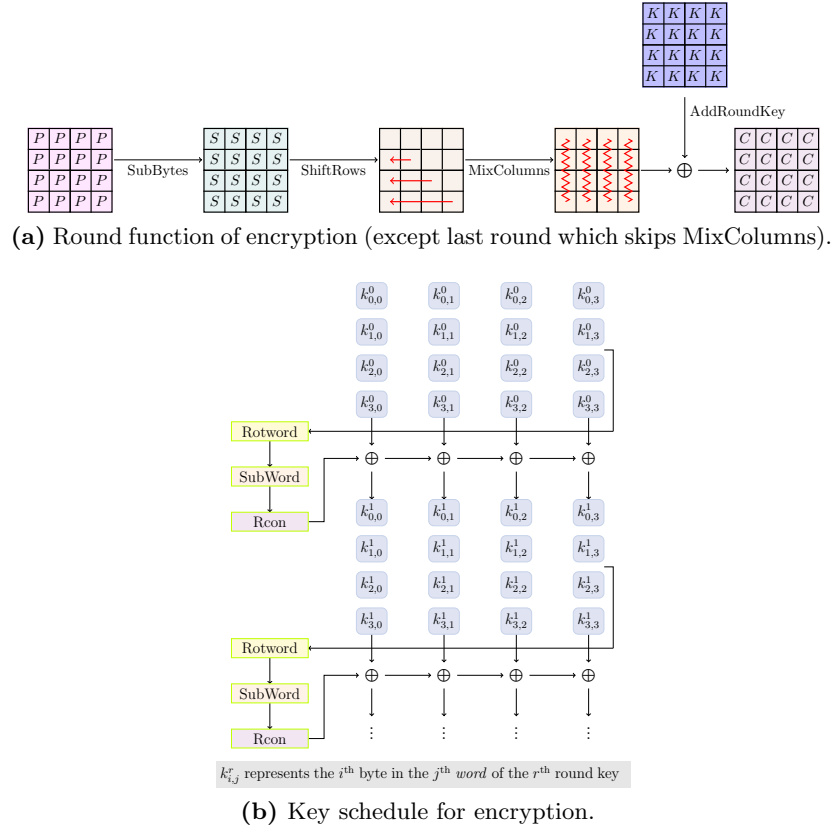 K K K K
K K K K
K K K K
K K K K
AddRoundKey
P P P P
P P P P
P P P P
P P P P
SubBytes
S S S S
S S S S
S S S S
S S S S
ShiftRows
MixColumns
⊕
C C C C
C C C C
C C C C
C C C C
(a) Round function of encryption (except last round which skips MixColumns).
k^0_{0,0} k^0_{0,1} k^0_{0,2} k^0_{0,3}
k^0_{1,0} k^0_{1,1} k^0_{1,2} k^0_{1,3}
k^0_{2,0} k^0_{2,1} k^0_{2,2} k^0_{2,3}
k^0_{3,0} k^0_{3,1} k^0_{3,2} k^0_{3,3}
Rotword
⊕ ⊕ ⊕ ⊕
SubWord
Rcon
k^1_{0,0} k^1_{0,1} k^1_{0,2} k^1_{0,3}
k^1_{1,0} k^1_{1,1} k^1_{1,2} k^1_{1,3}
k^1_{2,0} k^1_{2,1} k^1_{2,2} k^1_{2,3}
k^1_{3,0} k^1_{3,1} k^1_{3,2} k^1_{3,3}
Rotword
⊕ ⊕ ⊕ ⊕
SubWord
Rcon
⋮ ⋮ ⋮ ⋮
k^r_{i,j} represents the i^{th} byte in the j^{th} word of the r^{th} round key
(b) Key schedule for encryption.